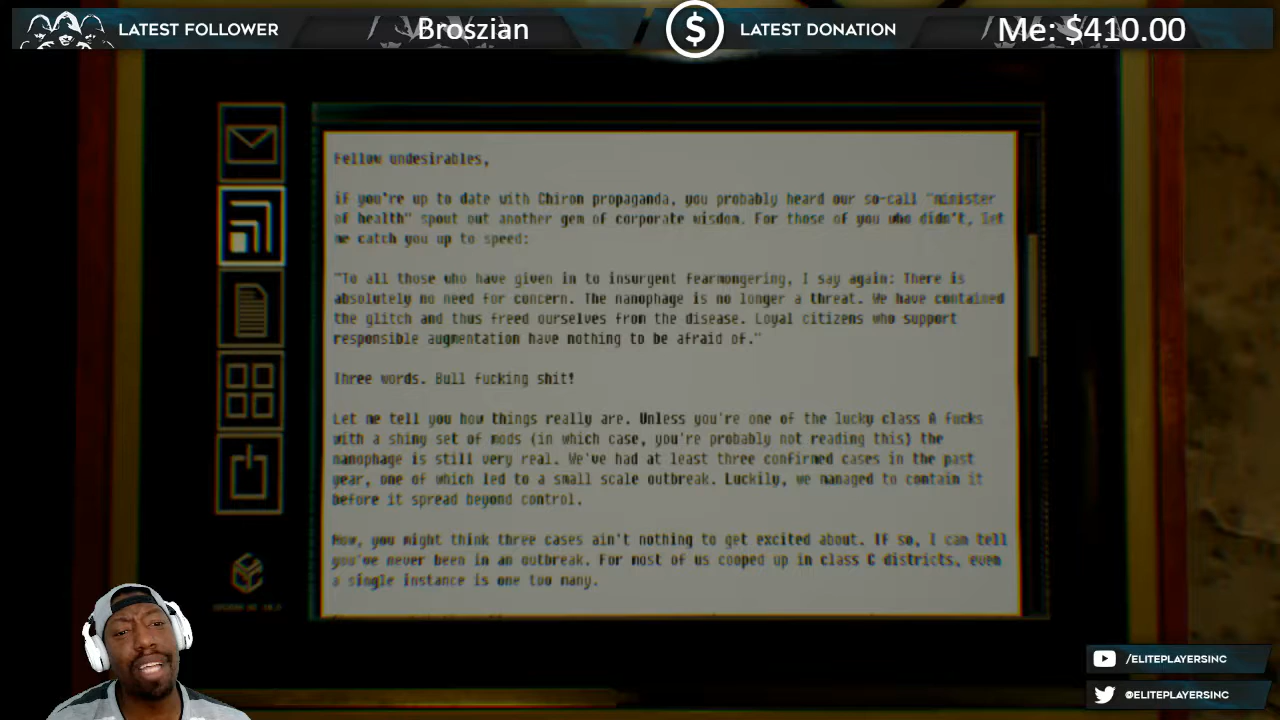 LATEST FOLLOWER
Broszian
$
LATEST DONATION
Me: $410.00
Fellow undesirables,
if you're up to date with Chiron propaganda, you probably heard our so-call "minister
of health" spout out another gem of corporate wisdom. For those of you who didn't, let
me catch you up to speed:
"To all those who have given in to insurgent fearmongering, I say again: There is
absolutely no need for concern. The nanophage is no longer a threat. We have contained
the glitch and thus freed ourselves from the disease. Loyal citizens who support
responsible augmentation have nothing to be afraid of."
Three words. Bull fucking shit!
Let me tell you how things really are. Unless you're one of the lucky class A fucks
with a shiny set of mods (in which case, you're probably not reading this) the
nanophage is still very real. We've had at least three confirmed cases in the past
year, one of which led to a small scale outbreak. Luckily, we managed to contain it
before it spread beyond control.
Now, you might think three cases ain't nothing to get excited about. If so, I can tell
you've never been in an outbreak. For most of us cooped up in class C districts, even
a single instance is one too many.
/ELITEPLAYERSINC
@ELITEPLAYERSINC